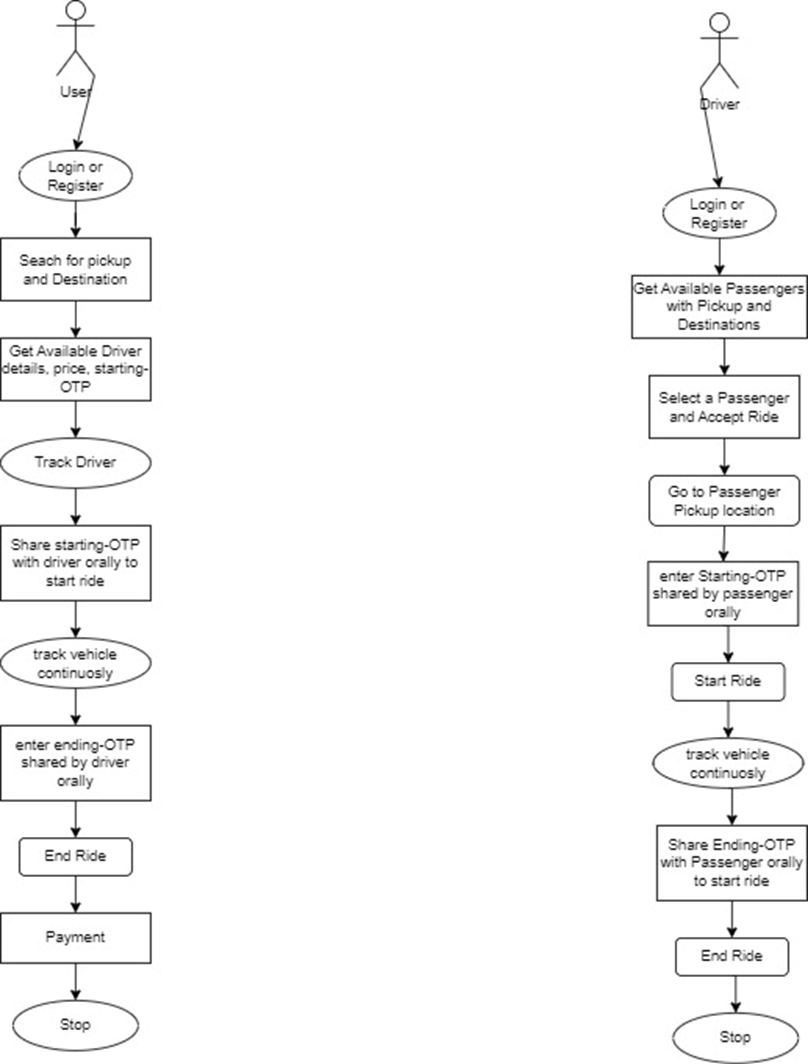 User
Login or
Register
Seach for pickup
and Destination
Get Available Driver
details, price, starting-
OTP
Track Driver
Share starting-OTP
with driver orally to
start ride
track vehicle
continuosly
enter ending-OTP
shared by driver
orally
End Ride
Payment
Stop
Driver
Login or
Register
Get Available Passengers
with Pickup and
Destinations
Select a Passenger
and Accept Ride
Go to Passenger
Pickup location
enter Starting-OTP
shared by passenger
orally
Start Ride
track vehicle
continuosly
Share Ending-OTP
with Passenger orally
to start ride
End Ride
Stop